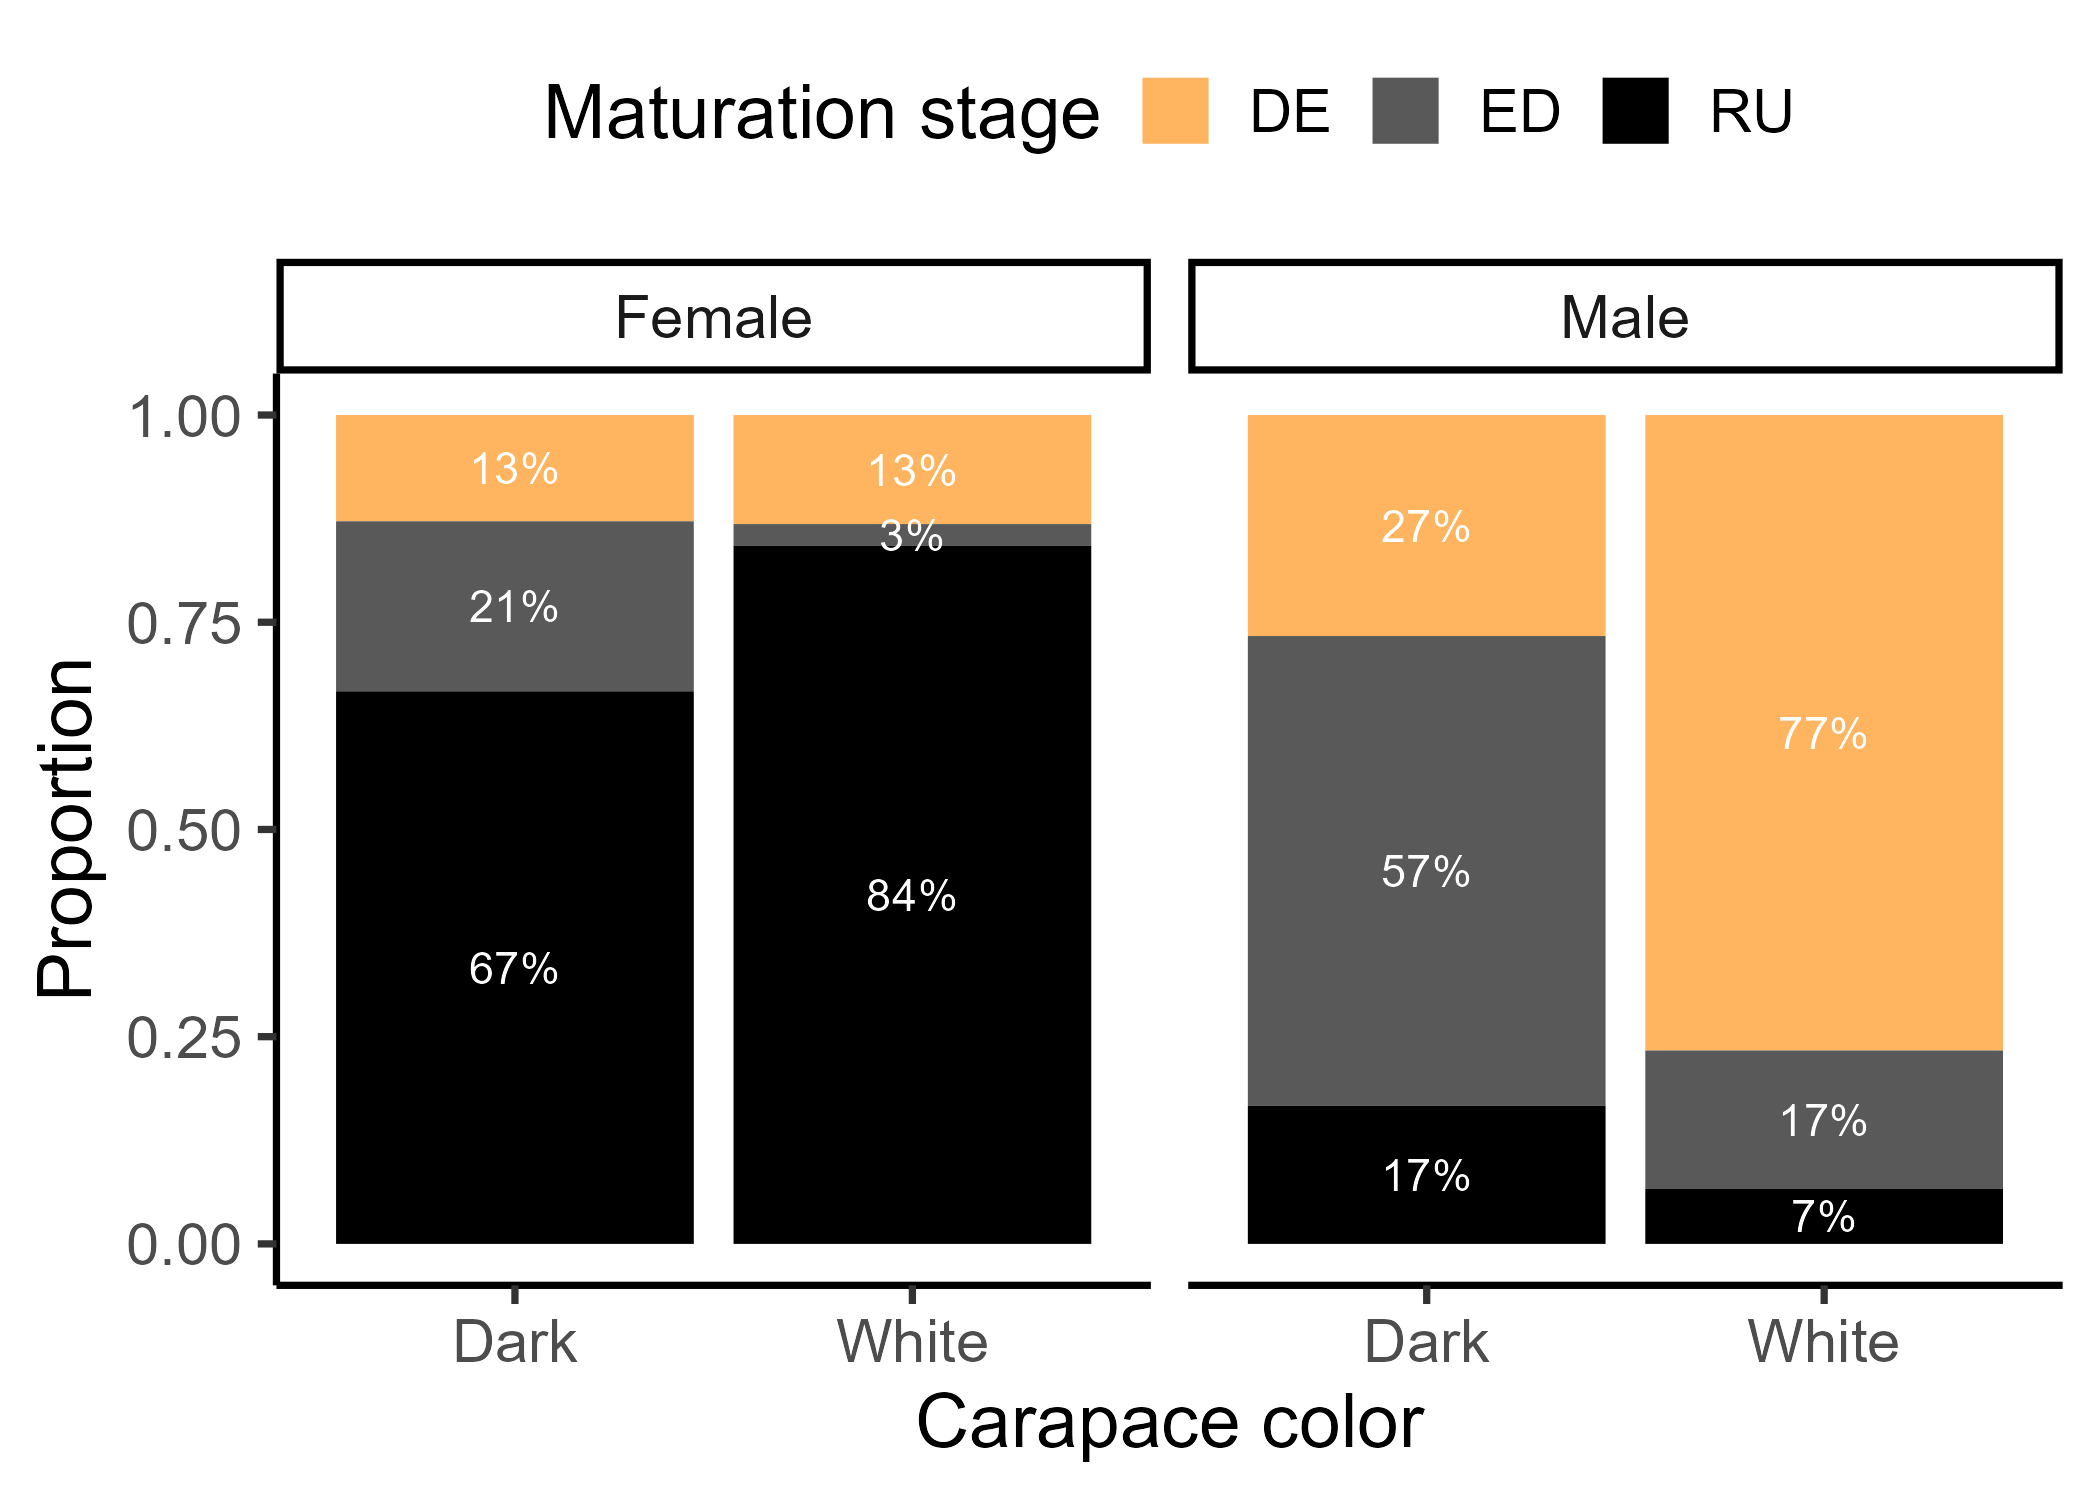 Maturation stage DE ED RU
Female Male
1.00
0.75
0.50
0.25
0.00
Proportion
13% 13% 27% 77%
3%
21% 57% 17%
67% 84% 17% 7%
Dark White Dark White
Carapace color